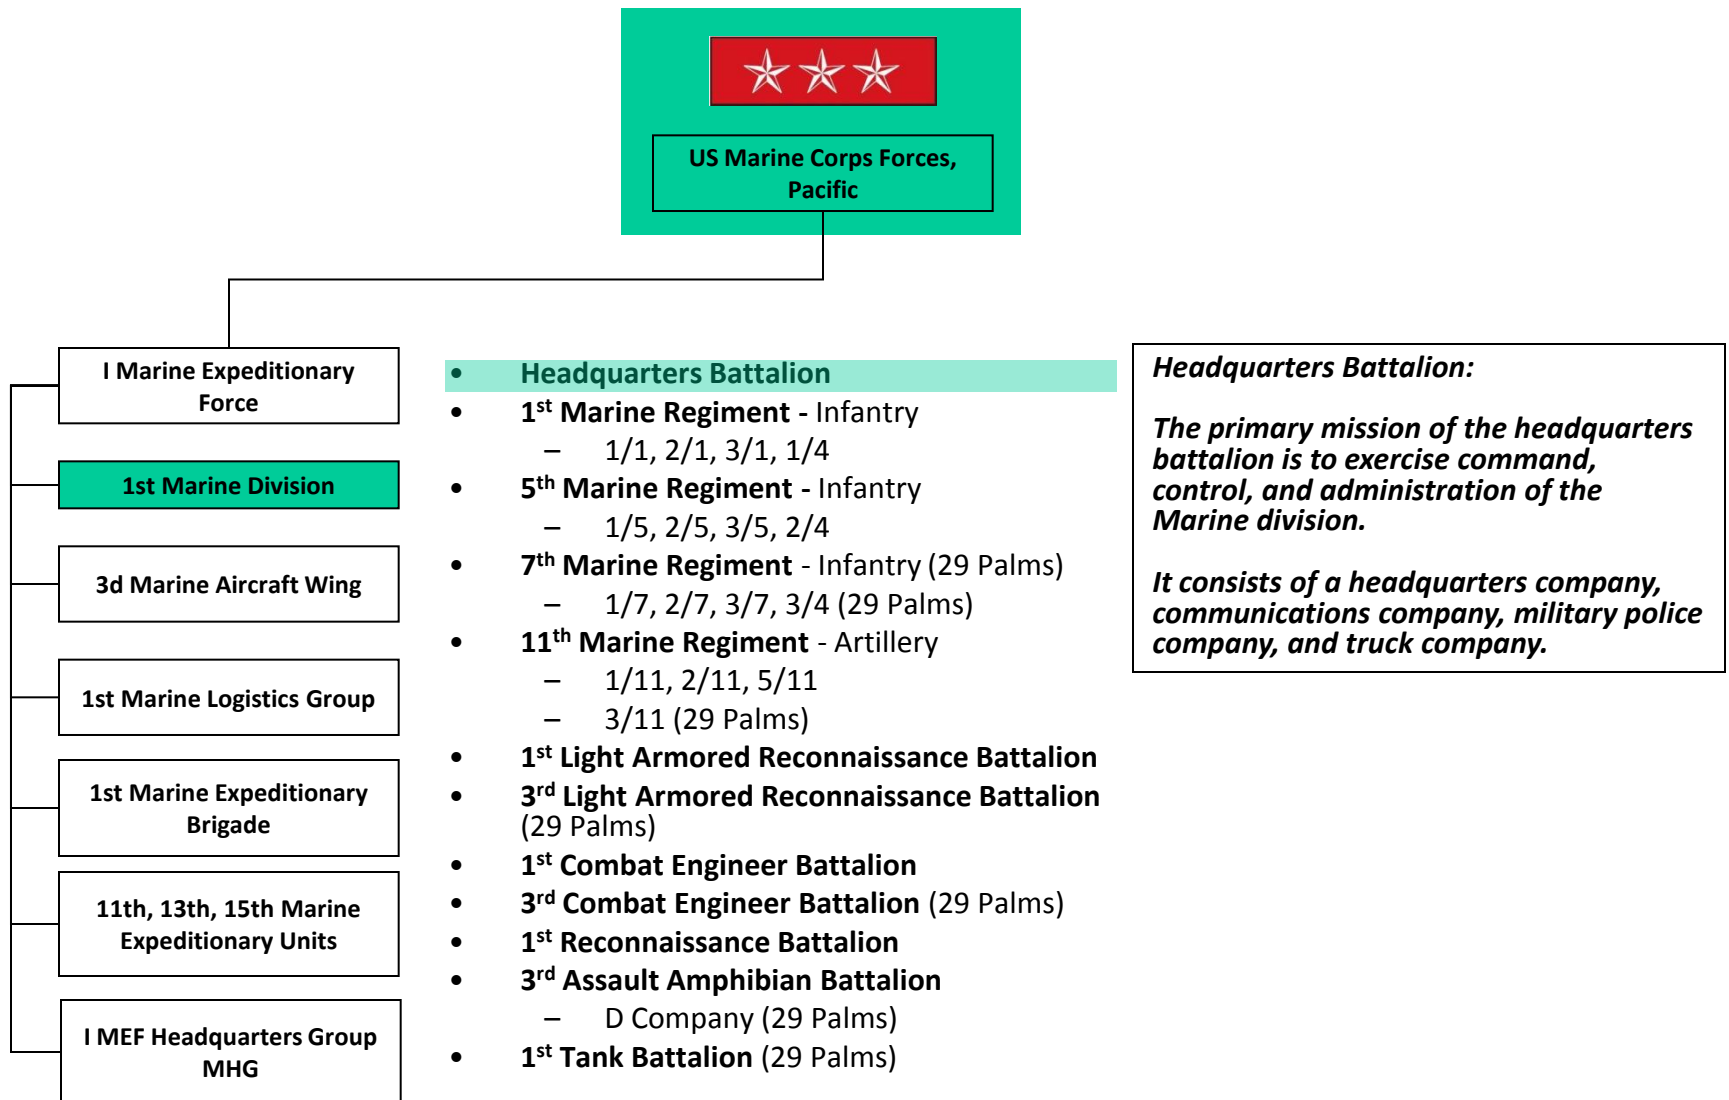 US Marine Corps Forces,
Pacific
I Marine Expeditionary
Force
1st Marine Division
3d Marine Aircraft Wing
1st Marine Logistics Group
1st Marine Expeditionary
Brigade
11th, 13th, 15th Marine
Expeditionary Units
I MEF Headquarters Group
MHG
• Headquarters Battalion
• 1st Marine Regiment - Infantry
– 1/1, 2/1, 3/1, 1/4
• 5th Marine Regiment - Infantry
– 1/5, 2/5, 3/5, 2/4
• 7th Marine Regiment - Infantry (29 Palms)
– 1/7, 2/7, 3/7, 3/4 (29 Palms)
• 11th Marine Regiment - Artillery
– 1/11, 2/11, 5/11
– 3/11 (29 Palms)
• 1st Light Armored Reconnaissance Battalion
• 3rd Light Armored Reconnaissance Battalion
(29 Palms)
• 1st Combat Engineer Battalion
• 3rd Combat Engineer Battalion (29 Palms)
• 1st Reconnaissance Battalion
• 3rd Assault Amphibian Battalion
– D Company (29 Palms)
• 1st Tank Battalion (29 Palms)
Headquarters Battalion:
The primary mission of the headquarters
battalion is to exercise command,
control, and administration of the
Marine division.
It consists of a headquarters company,
communications company, military police
company, and truck company.